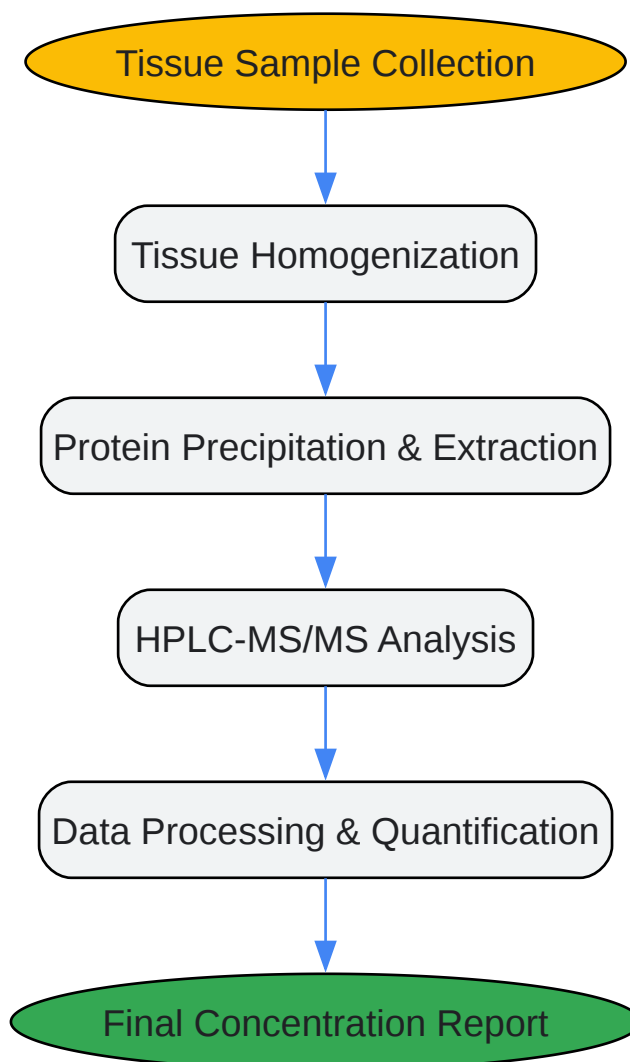 Tissue Sample Collection
Tissue Homogenization
Protein Precipitation & Extraction
HPLC-MS/MS Analysis
Data Processing & Quantification
Final Concentration Report